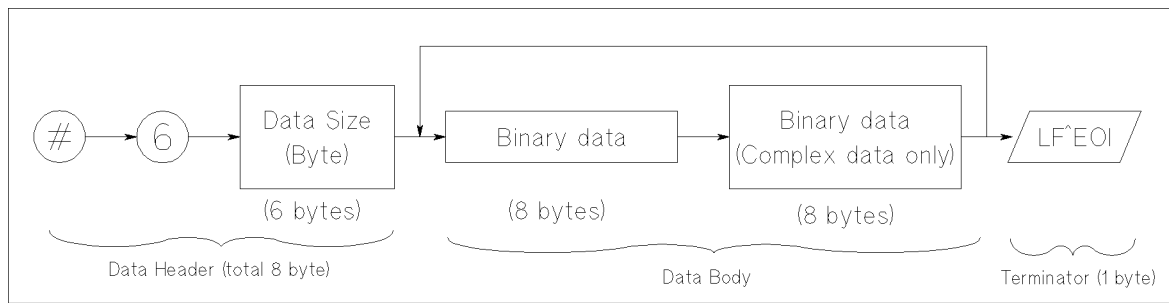 #
6
Data Size
(Byte)
Binary data
Binary data
(Complex data only)
LF^EOI
(6 bytes)
(8 bytes)
(8 bytes)
Data Header (total 8 byte)
Data Body
Terminator (1 byte)